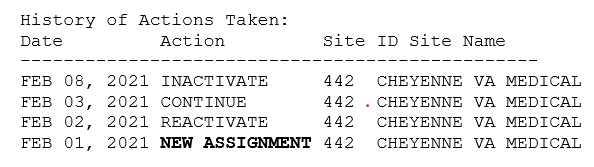 History of Actions Taken:
Date Action Site ID Site Name
--------------------------------------------------
FEB 08, 2021 INACTIVATE 442 CHEYENNE VA MEDICAL
FEB 03, 2021 CONTINUE 442 CHEYENNE VA MEDICAL
FEB 02, 2021 REACTIVATE 442 CHEYENNE VA MEDICAL
FEB 01, 2021 NEW ASSIGNMENT 442 CHEYENNE VA MEDICAL